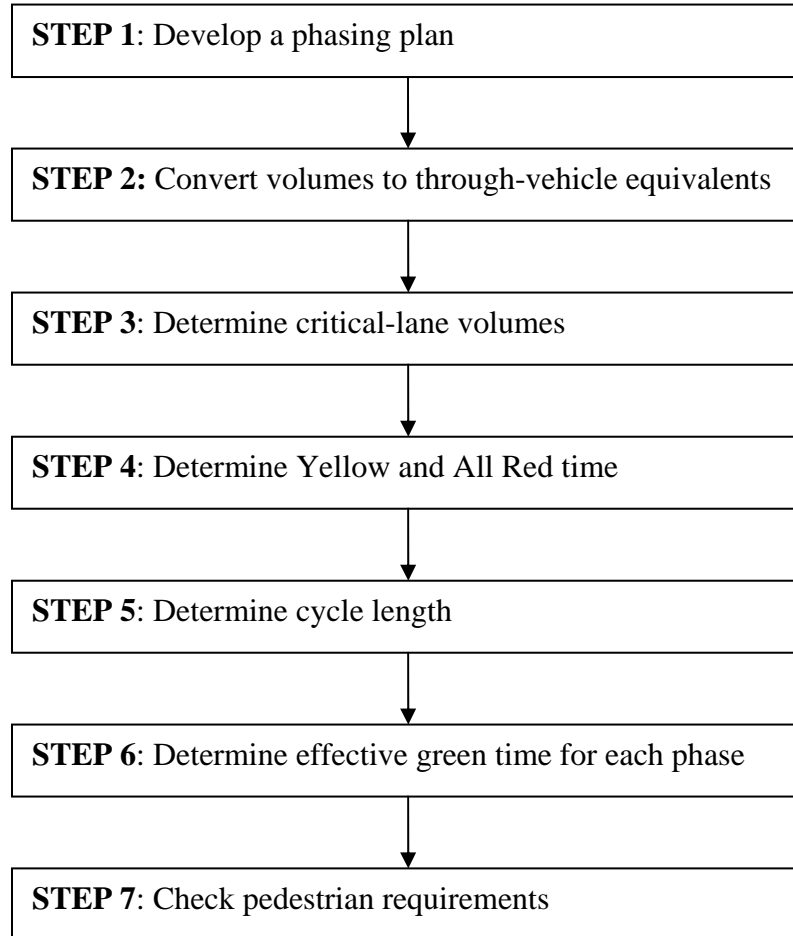 STEP 1: Develop a phasing plan
STEP 2: Convert volumes to through-vehicle equivalents
STEP 3: Determine critical-lane volumes
STEP 4: Determine Yellow and All Red time
STEP 5: Determine cycle length
STEP 6: Determine effective green time for each phase
STEP 7: Check pedestrian requirements